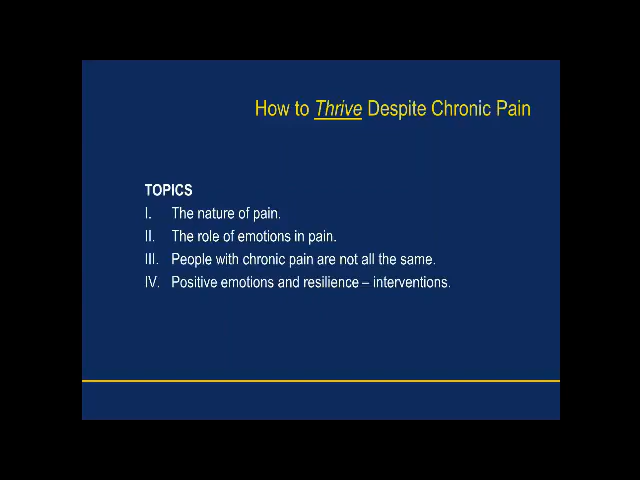 How to Thrive Despite Chronic Pain
TOPICS
I. The nature of pain.
II. The role of emotions in pain.
III. People with chronic pain are not all the same.
IV. Positive emotions and resilience – interventions.